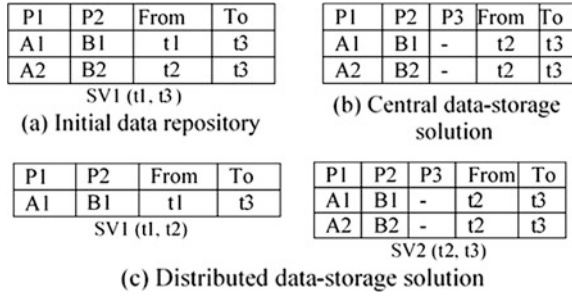 P1 P2 From To
A1 B1 t1 t3
A2 B2 t2 t3
SV1 (t1, t3)
(a) Initial data repository
P1 P2 P3 From To
A1 B1 - t2 t3
A2 B2 - t2 t3
(b) Central data-storage
solution
P1 P2 From To
A1 B1 t1 t3
SV1 (t1, t2)
P1 P2 P3 From To
A1 B1 - t2 t3
A2 B2 - t2 t3
SV2 (t2, t3)
(c) Distributed data-storage solution